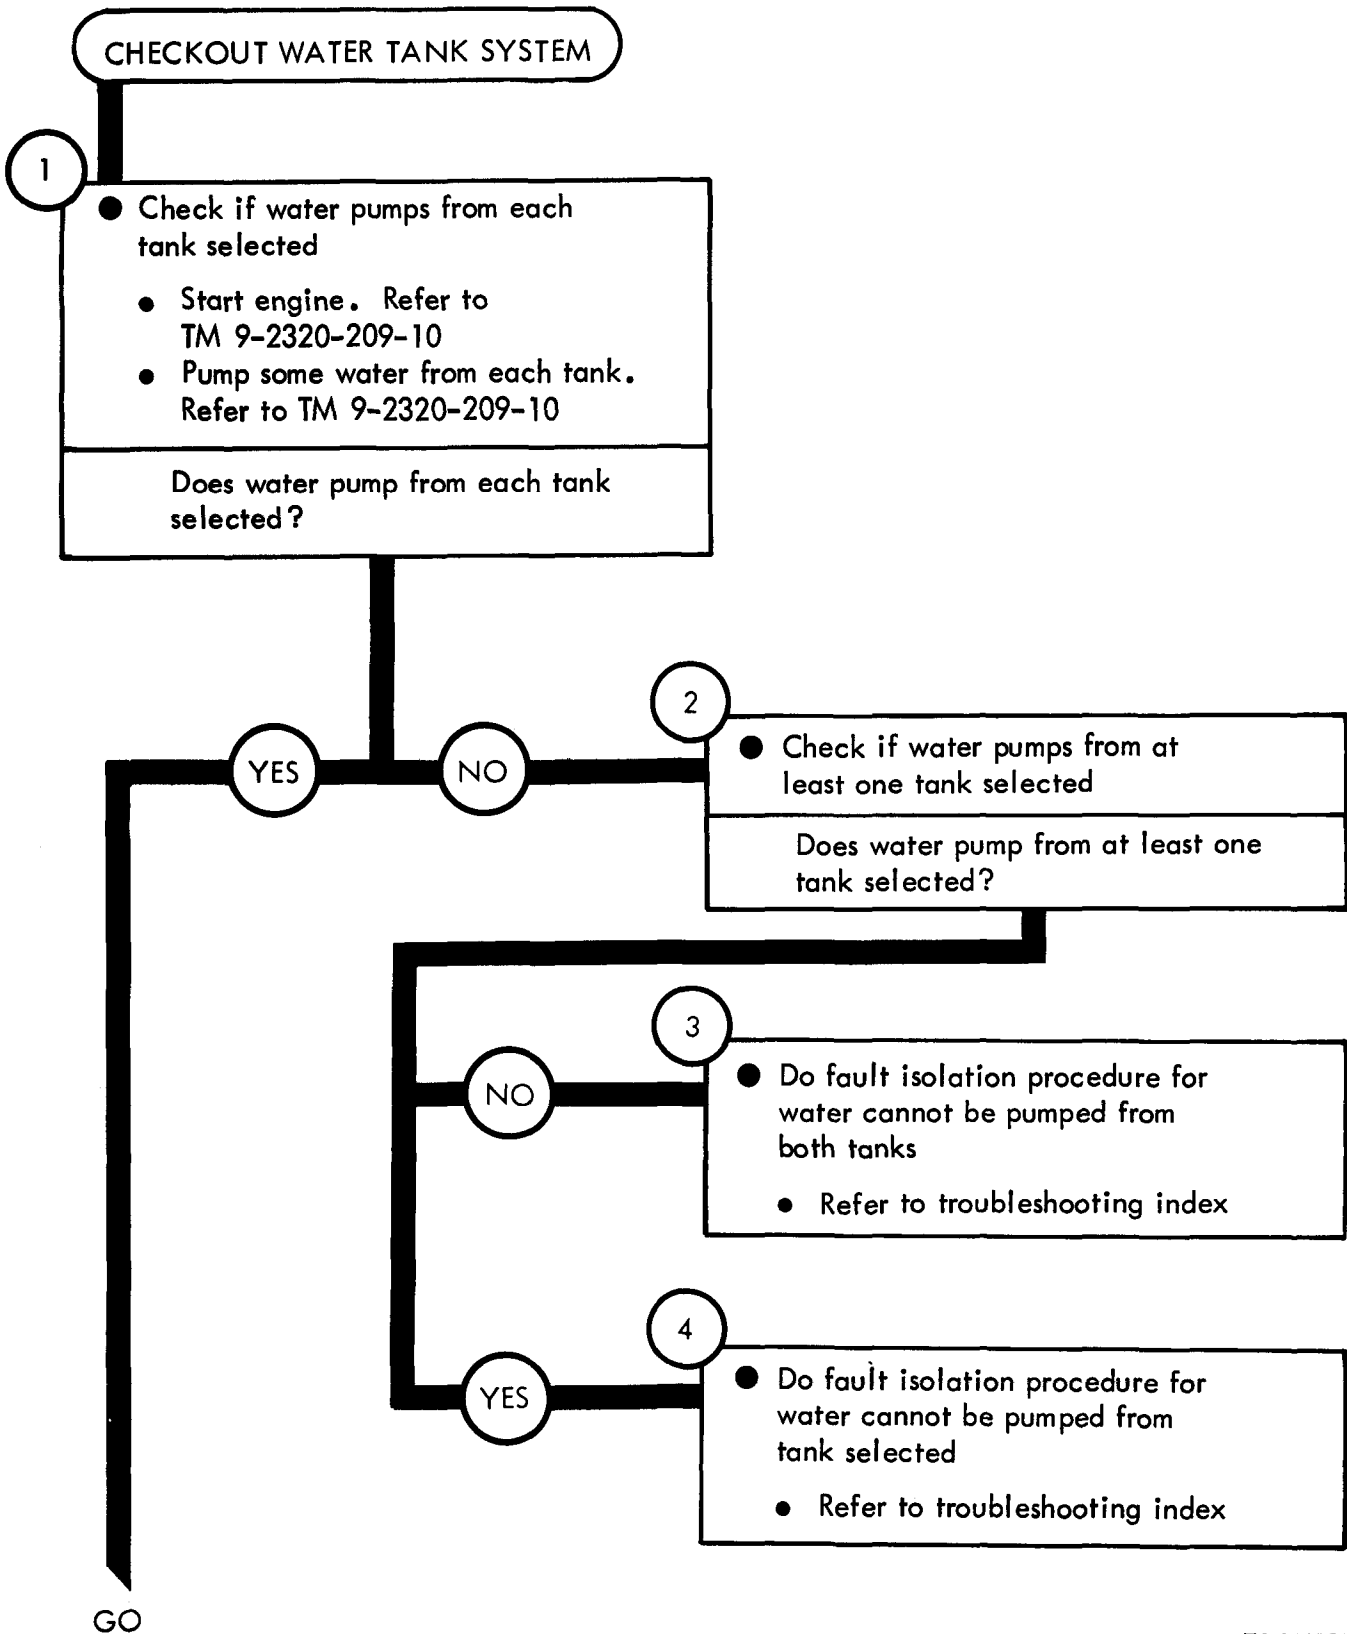 CHECKOUT WATER TANK SYSTEM
1
● Check if water pumps from each
tank selected
● Start engine. Refer to
TM 9-2320-209-10
● Pump some water from each tank.
Refer to TM 9-2320-209-10
Does water pump from each tank
selected?
YES
NO
2
● Check if water pumps from at
least one tank selected
Does water pump from at least one
tank selected?
NO
3
● Do fault isolation procedure for
water cannot be pumped from
both tanks
● Refer to troubleshooting index
YES
4
● Do fault isolation procedure for
water cannot be pumped from
tank selected
● Refer to troubleshooting index
GO